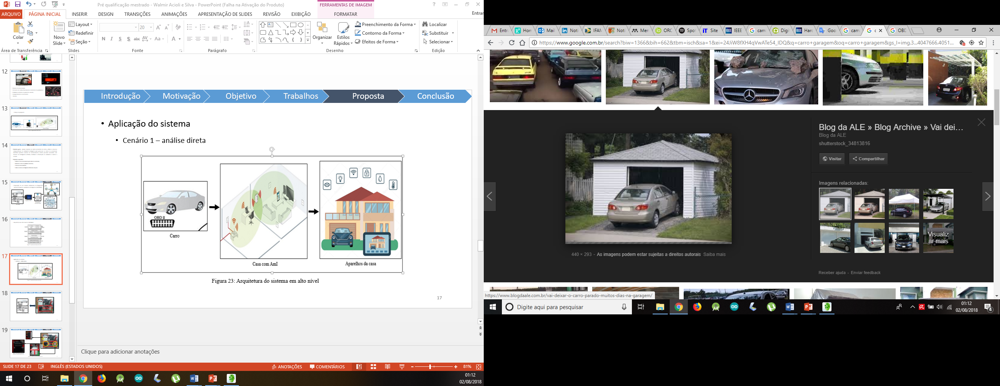 Pré qualificação mestrado - Walmir Acioli e Silva - PowerPoint (Falha na Ativação do Produto)
FERRAMENTAS DE IMAGEM
ARQUIVO
PÁGINA INICIAL
INSERIR
DESIGN
TRANSIÇÕES
ANIMAÇÕES
APRESENTAÇÃO DE SLIDES
REVISÃO
EXIBIÇÃO
FORMATAR
Entrar
Colar
Área de Transferência
Novo
Slide
Layout
Redefinir
Seção
Slides
20
N I S S abc AV Aa A
Fonte
Parágrafo
Organizar
Estilos
Rápidos
Preenchimento da Forma
Contorno da Forma
Efeitos de Forma
Desenho
Localizar
Substituir
Selecionar
Edição
12
13
14
15
16
17
18
19
Introdução
Motivação
Objetivo
Trabalhos
Proposta
Conclusão
• Aplicação do sistema
• Cenário 1 – análise direta
OBD II
Carro
Casa com AmI
Aparelhos da casa
Figura 23: Arquitetura do sistema em alto nível
17
Clique para adicionar anotações
SLIDE 17 DE 23
INGLÊS (ESTADOS UNIDOS)
ANOTAÇÕES
COMENTÁRIOS
81%
01:12
02/08/2018
Entra
Hom
Mail
Noti
IFAM
Noti
Men
ORC
Spot
Site
IEEE
carro
Digi
Harc
Goo
carro
c
OBD
https://www.google.com.br/search?biw=1366&bih=662&tbm=isch&sa=1&ei=24JiW8fXH4qVwATe54_IDQ&q=carro+garagem&oq=carro+garagem&gs_l=img.3...4047666.4051...
Blog da ALE » Blog Archive » Vai dei...
Blog da ALE
shutterstock_34813816
Visitar
Compartilhar
Imagens relacionadas:
Visualiz
ar mais
440 × 293 - As imagens podem estar sujeitas a direitos autorais Saiba mais
Receber ajuda - Enviar feedback
https://www.blogdaale.com.br/vai-deixar-o-carro-parado-muitos-dias-na-garagem/
Digite aqui para pesquisar
01:12
02/08/2018
4